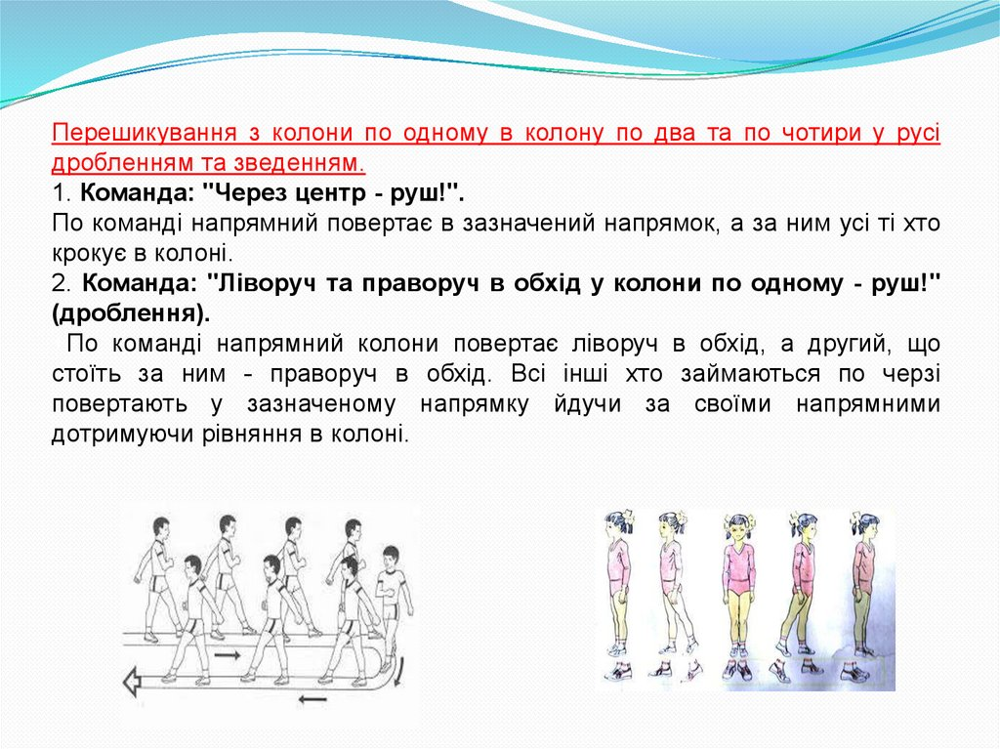 Перешикування з колони по одному в колону по два та по чотири у русі
дробленням та зведенням.
1. Команда: "Через центр - руш!".
По команді напрямний повертає в зазначений напрямок, а за ним усі ті хто
крокує в колоні.
2. Команда: "Ліворуч та праворуч в обхід у колони по одному - руш!"
(дроблення).
По команді напрямний колони повертає ліворуч в обхід, а другий, що
стоїть за ним - праворуч в обхід. Всі інші хто займаються по черзі
повертають у зазначеному напрямку йдучи за своїми напрямними
дотримуючи рівняння в колоні.